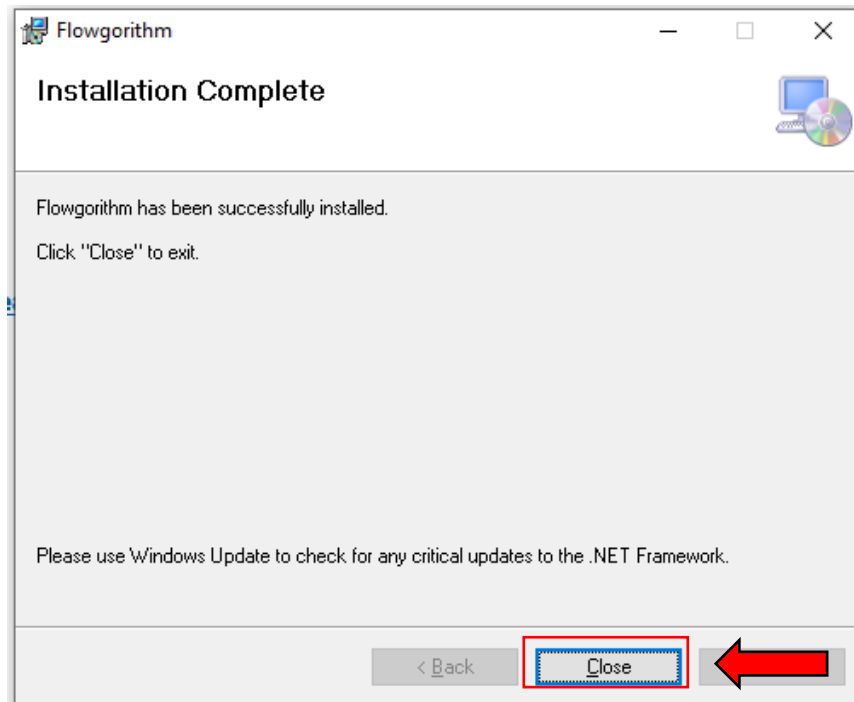 Flowgorithm
Installation Complete
Flowgorithm has been successfully installed.
Click "Close" to exit.
Please use Windows Update to check for any critical updates to the .NET Framework.
< Back Close